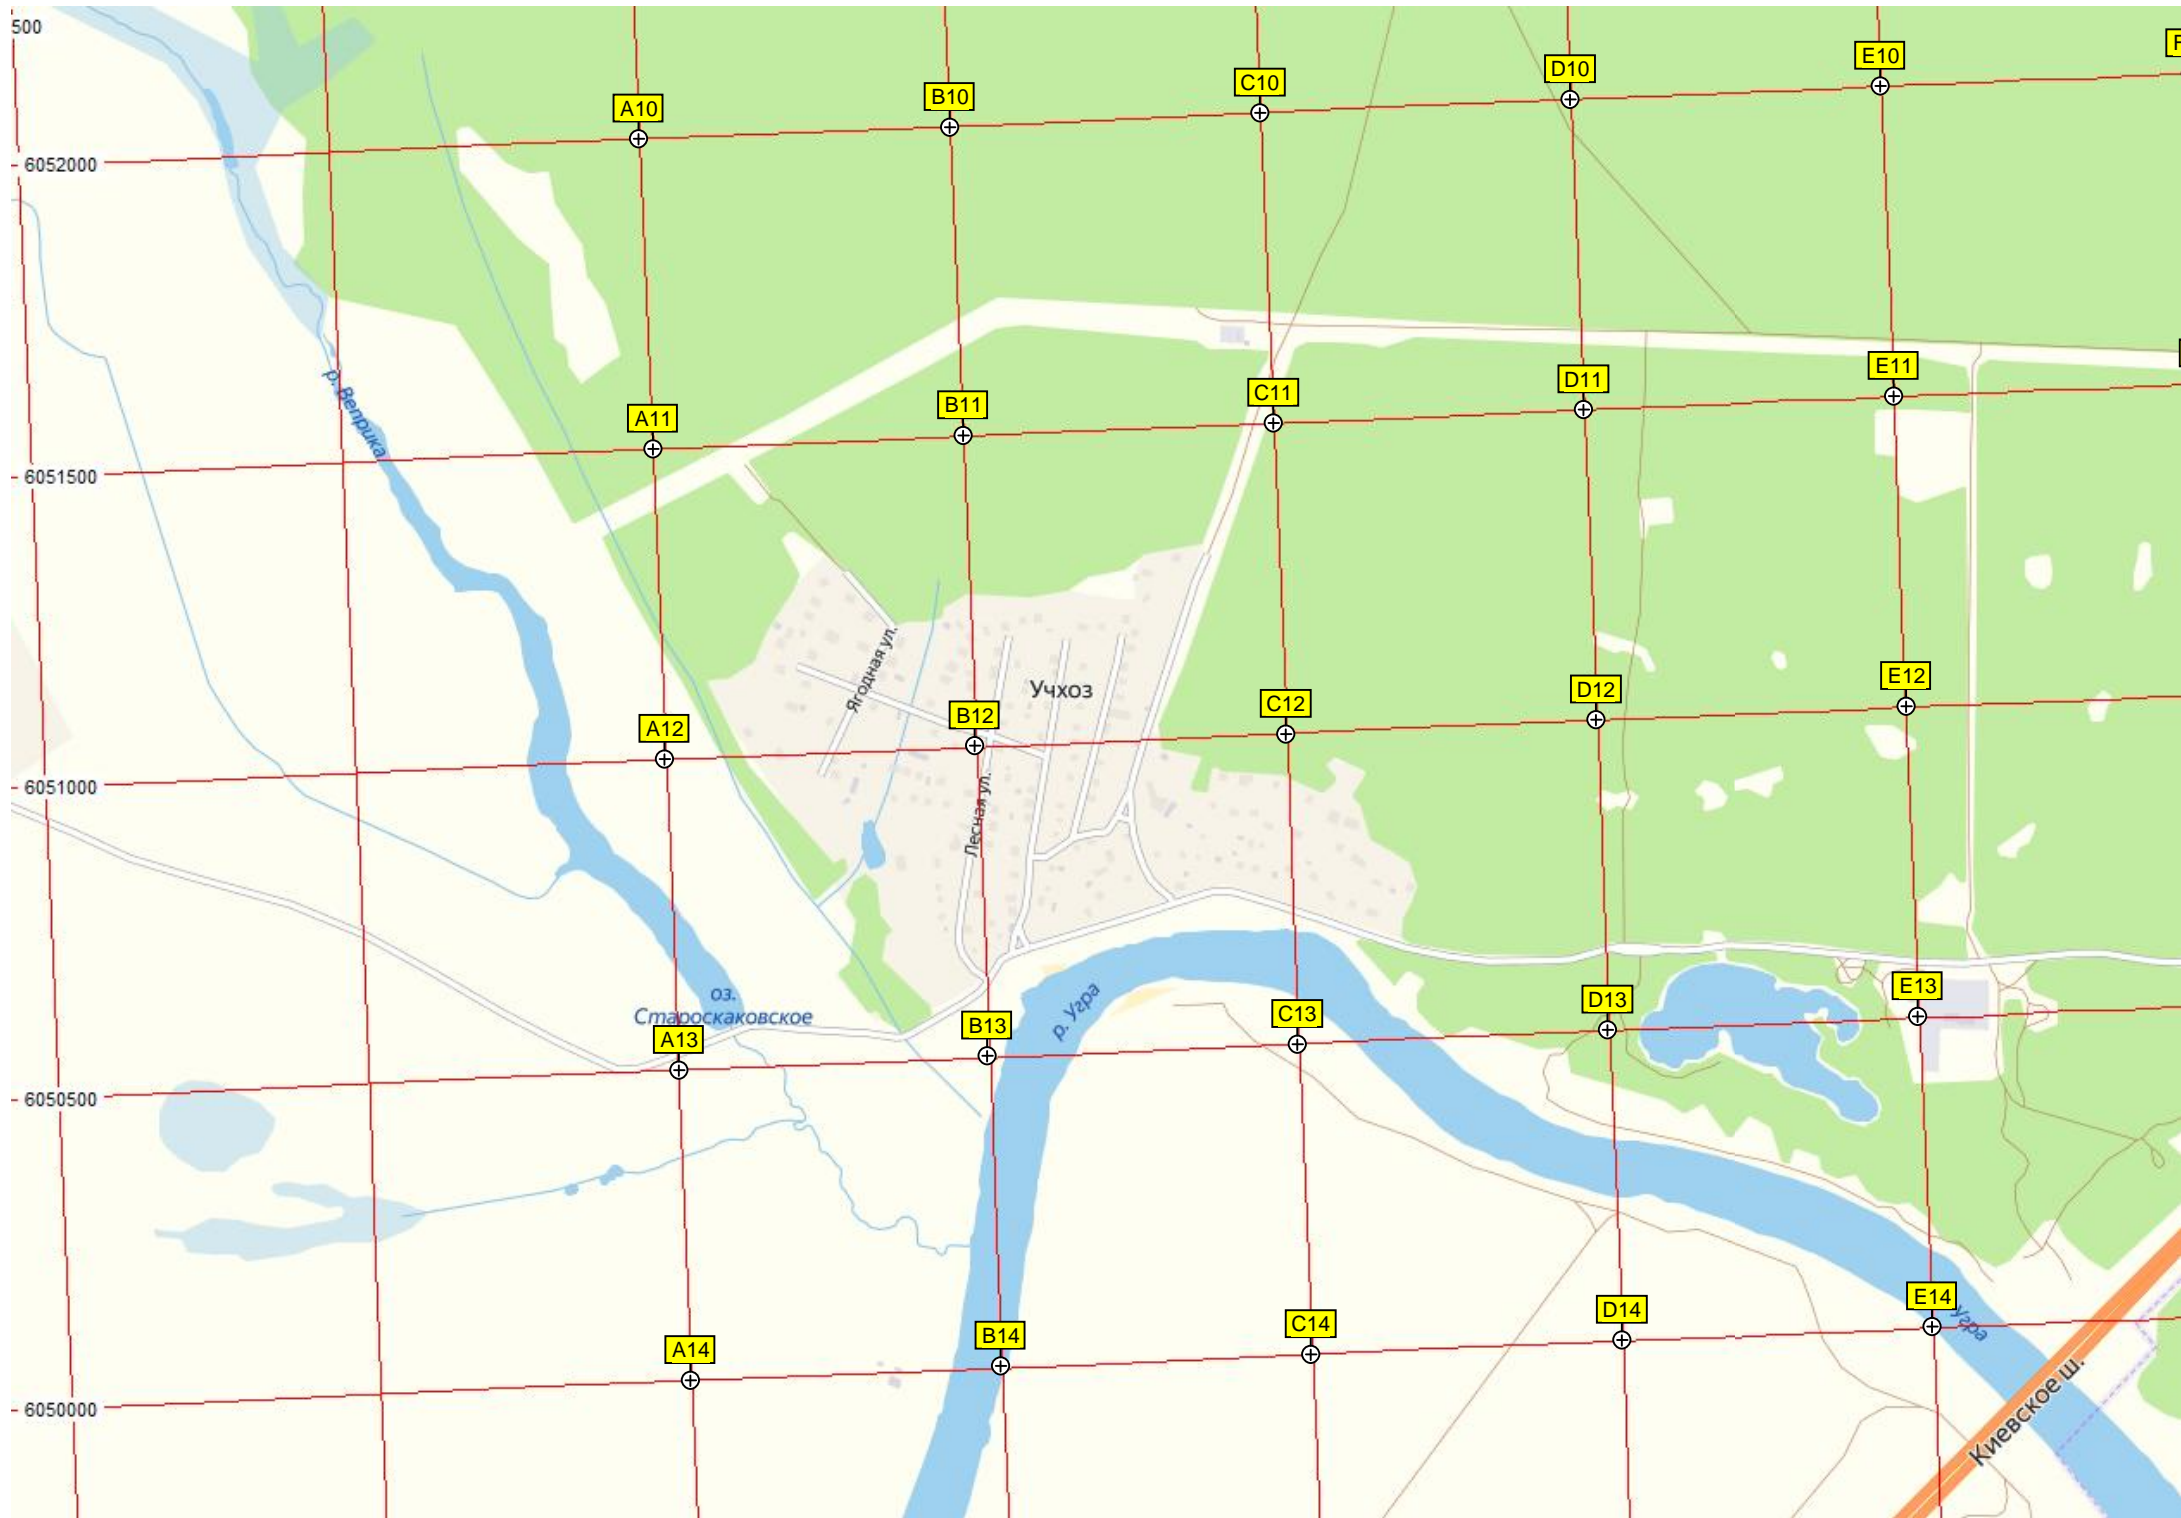 500
E10
D10
C10
B10
A10
6052000
E11
D11
р. Веприка
C11
B11
A11
6051500
Ягодная ул.
Учхоз
E12
D12
C12
B12
A12
6051000
Лесная ул.
оз.
Староскаковское
р. Угра
E13
D13
C13
B13
A13
6050500
E14
Угра
D14
C14
B14
A14
Киевское ш.
6050000